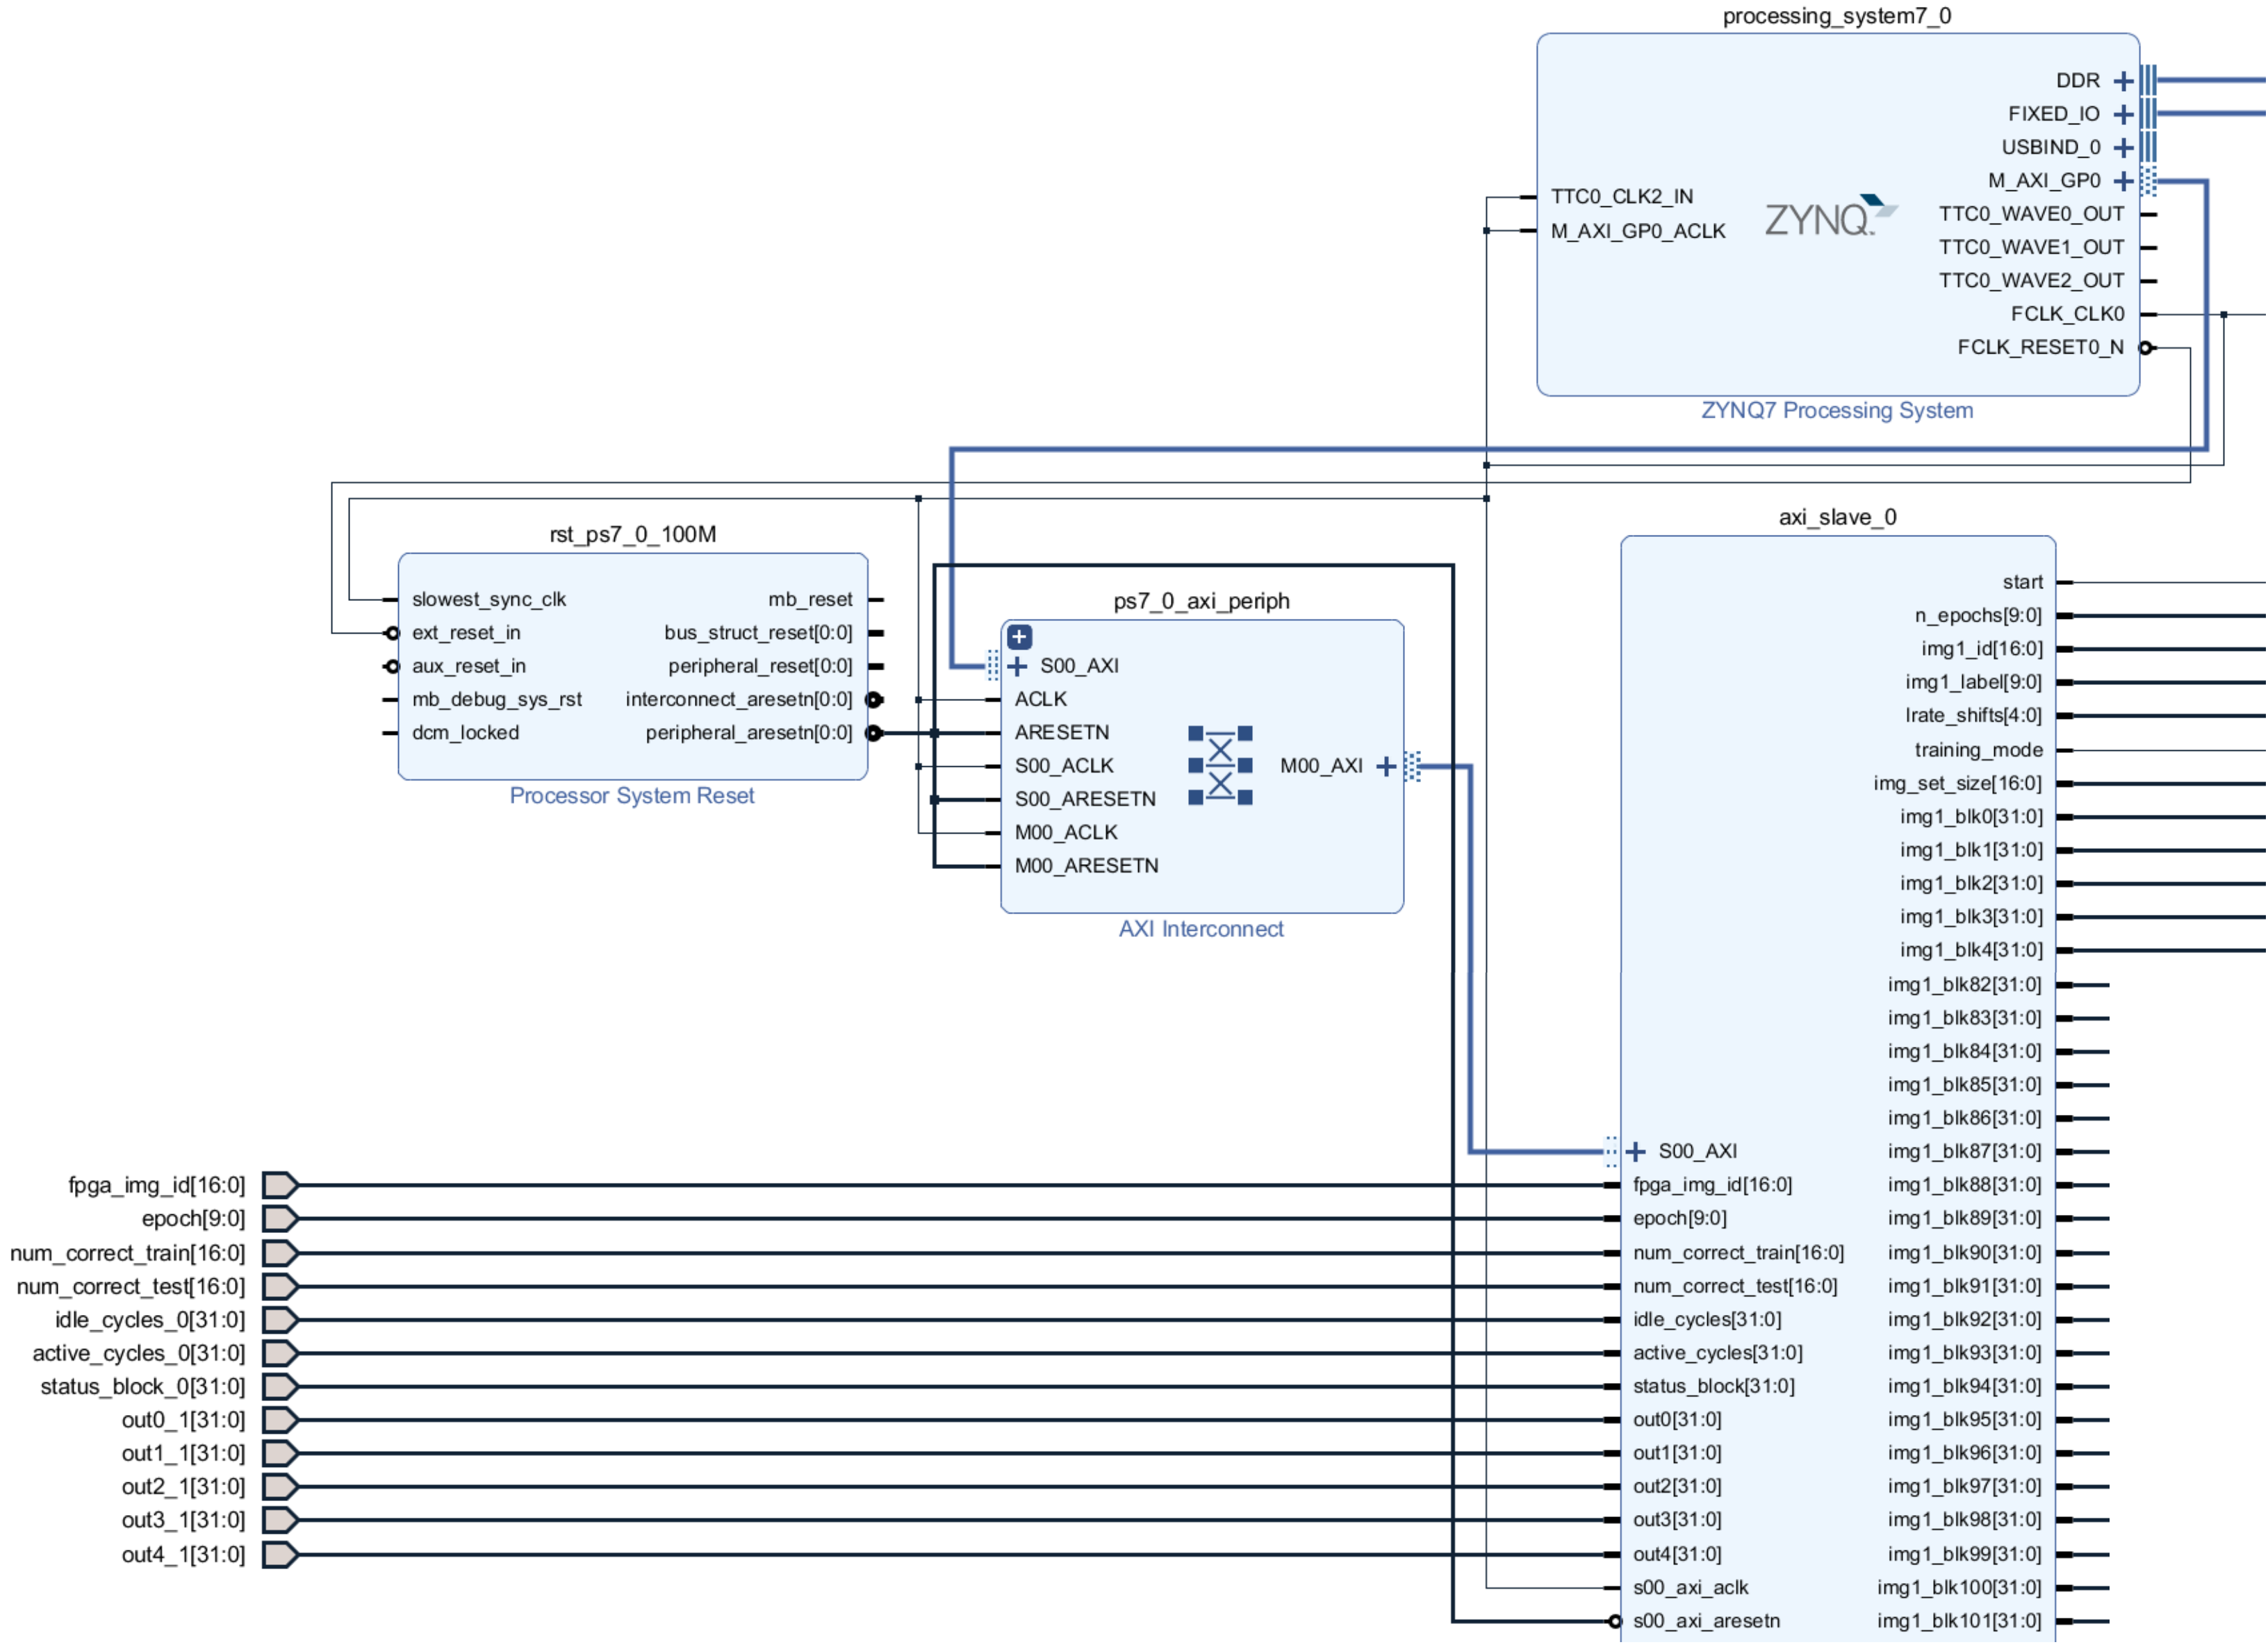 processing_system7_0
DDR
FIXED_IO
USBIND_0
M_AXI_GP0
TTC0_CLK2_IN
M_AXI_GP0_ACLK
ZYNQ
TTC0_WAVE0_OUT
TTC0_WAVE1_OUT
TTC0_WAVE2_OUT
FCLK_CLK0
FCLK_RESET0_N
ZYNQ7 Processing System
rst_ps7_0_100M
slowest_sync_clk
ext_reset_in
aux_reset_in
mb_debug_sys_rst
dcm_locked
mb_reset
bus_struct_reset[0:0]
peripheral_reset[0:0]
interconnect_aresetn[0:0]
peripheral_aresetn[0:0]
Processor System Reset
ps7_0_axi_periph
S00_AXI
ACLK
ARESETN
S00_ACLK
S00_ARESETN
M00_ACLK
M00_ARESETN
M00_AXI
AXI Interconnect
fpga_img_id[16:0]
epoch[9:0]
num_correct_train[16:0]
num_correct_test[16:0]
idle_cycles_0[31:0]
active_cycles_0[31:0]
status_block_0[31:0]
out0_1[31:0]
out1_1[31:0]
out2_1[31:0]
out3_1[31:0]
out4_1[31:0]
axi_slave_0
S00_AXI
fpga_img_id[16:0]
epoch[9:0]
num_correct_train[16:0]
num_correct_test[16:0]
idle_cycles[31:0]
active_cycles[31:0]
status_block[31:0]
out0[31:0]
out1[31:0]
out2[31:0]
out3[31:0]
out4[31:0]
s00_axi_aclk
s00_axi_aresetn
start
n_epochs[9:0]
img1_id[16:0]
img1_label[9:0]
lrate_shifts[4:0]
training_mode
img_set_size[16:0]
img1_blk0[31:0]
img1_blk1[31:0]
img1_blk2[31:0]
img1_blk3[31:0]
img1_blk4[31:0]
img1_blk82[31:0]
img1_blk83[31:0]
img1_blk84[31:0]
img1_blk85[31:0]
img1_blk86[31:0]
img1_blk87[31:0]
img1_blk88[31:0]
img1_blk89[31:0]
img1_blk90[31:0]
img1_blk91[31:0]
img1_blk92[31:0]
img1_blk93[31:0]
img1_blk94[31:0]
img1_blk95[31:0]
img1_blk96[31:0]
img1_blk97[31:0]
img1_blk98[31:0]
img1_blk99[31:0]
img1_blk100[31:0]
img1_blk101[31:0]